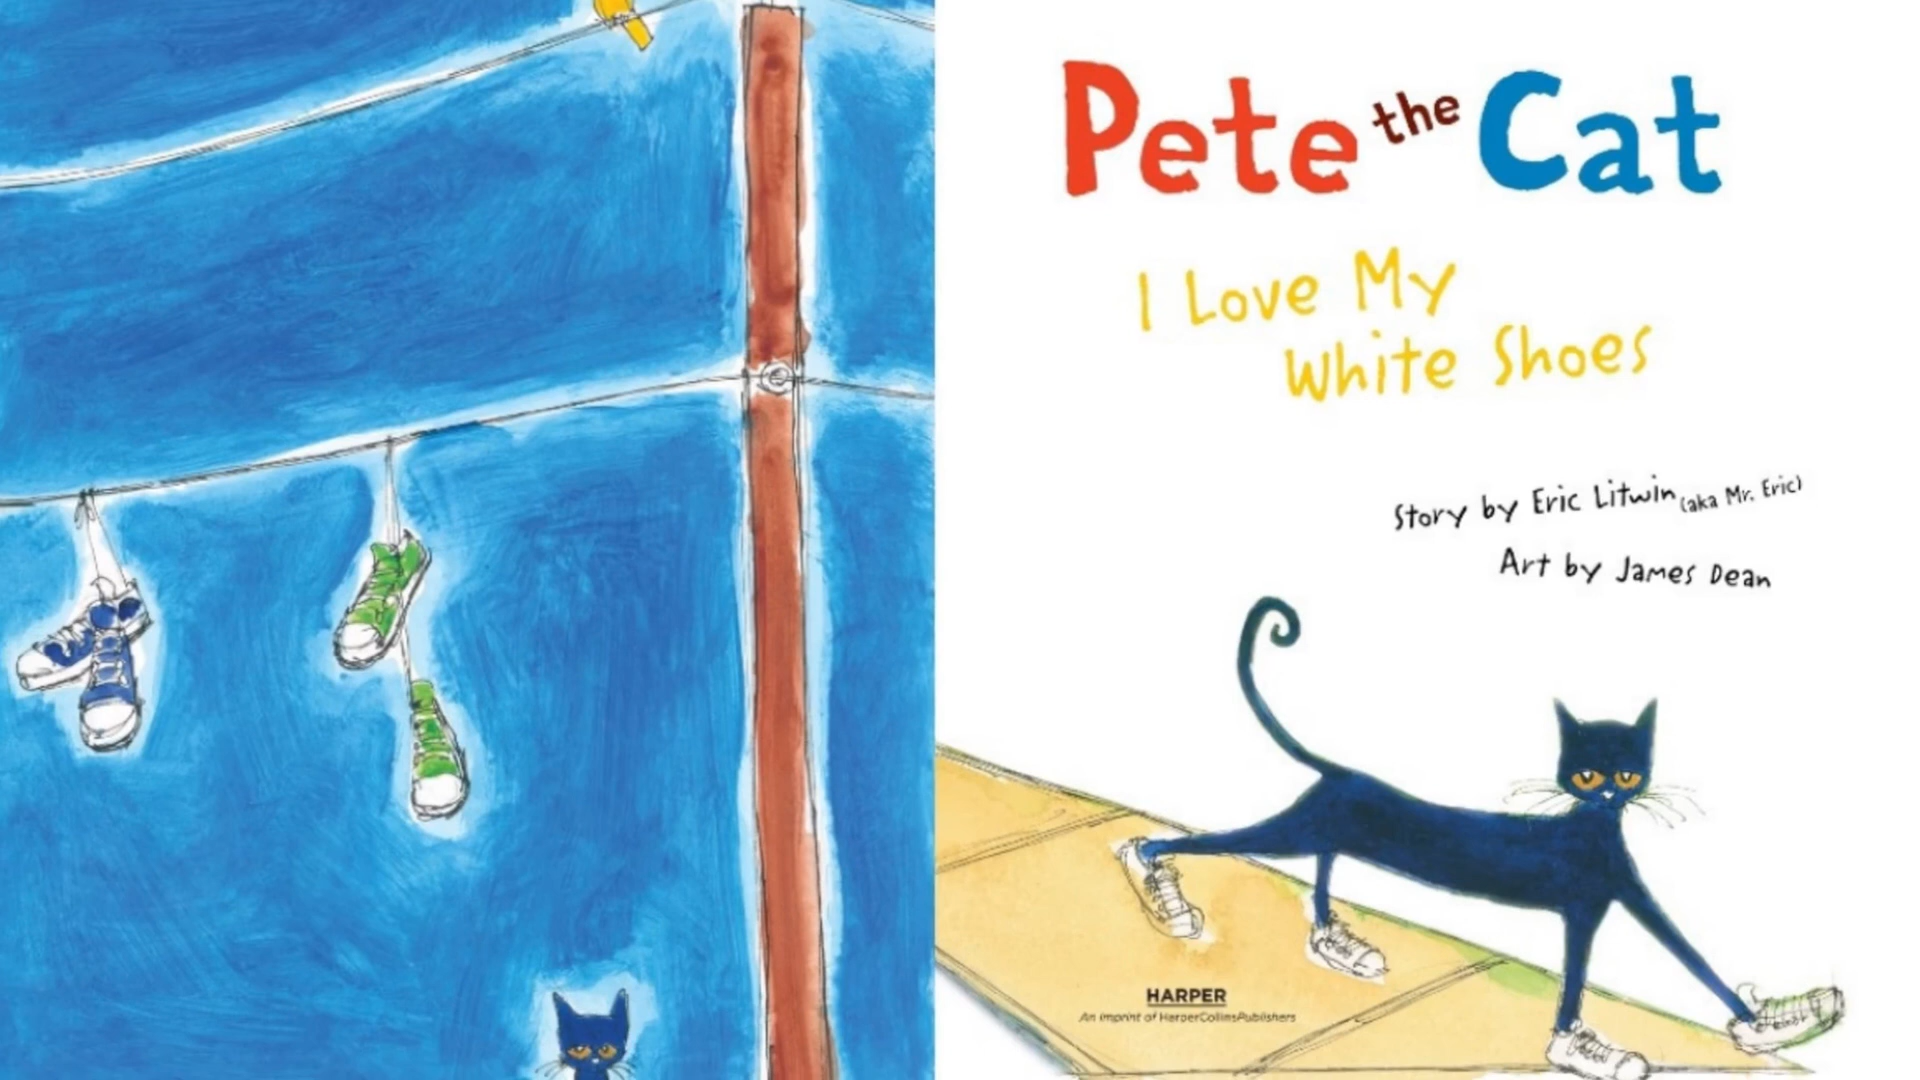 Pete the Cat
I Love My
White Shoes
Story by Eric Litwin (aka Mr. Eric)
Art by James Dean
HARPER
An Imprint of HarperCollinsPublishers